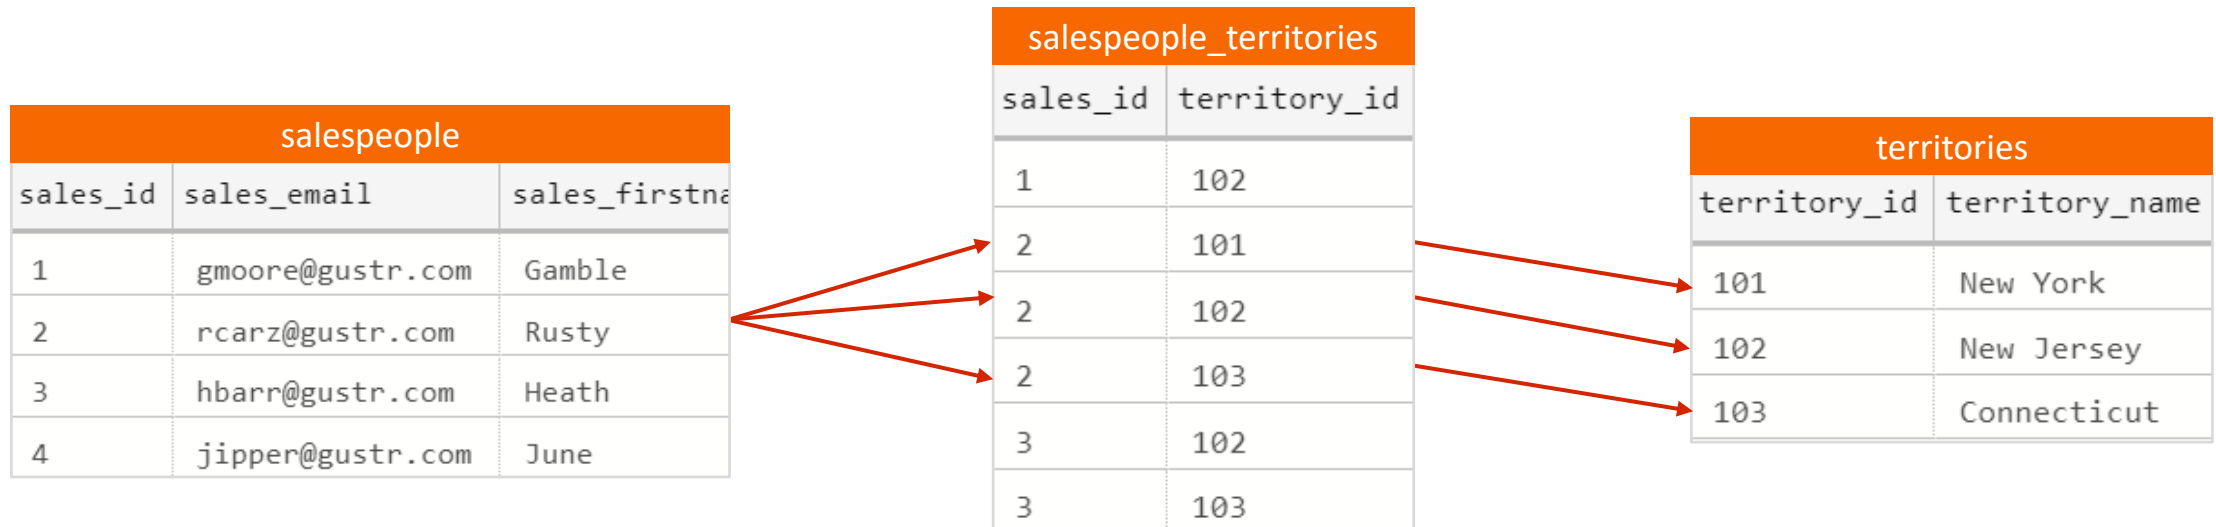 salespeople
sales_id sales_email sales_firstna
1 gmoore@gustr.com Gamble
2 rcarz@gustr.com Rusty
3 hbarr@gustr.com Heath
4 jipper@gustr.com June
salespeople_territories
sales_id territory_id
1 102
2 101
2 102
2 103
3 102
3 103
territories
territory_id territory_name
101 New York
102 New Jersey
103 Connecticut